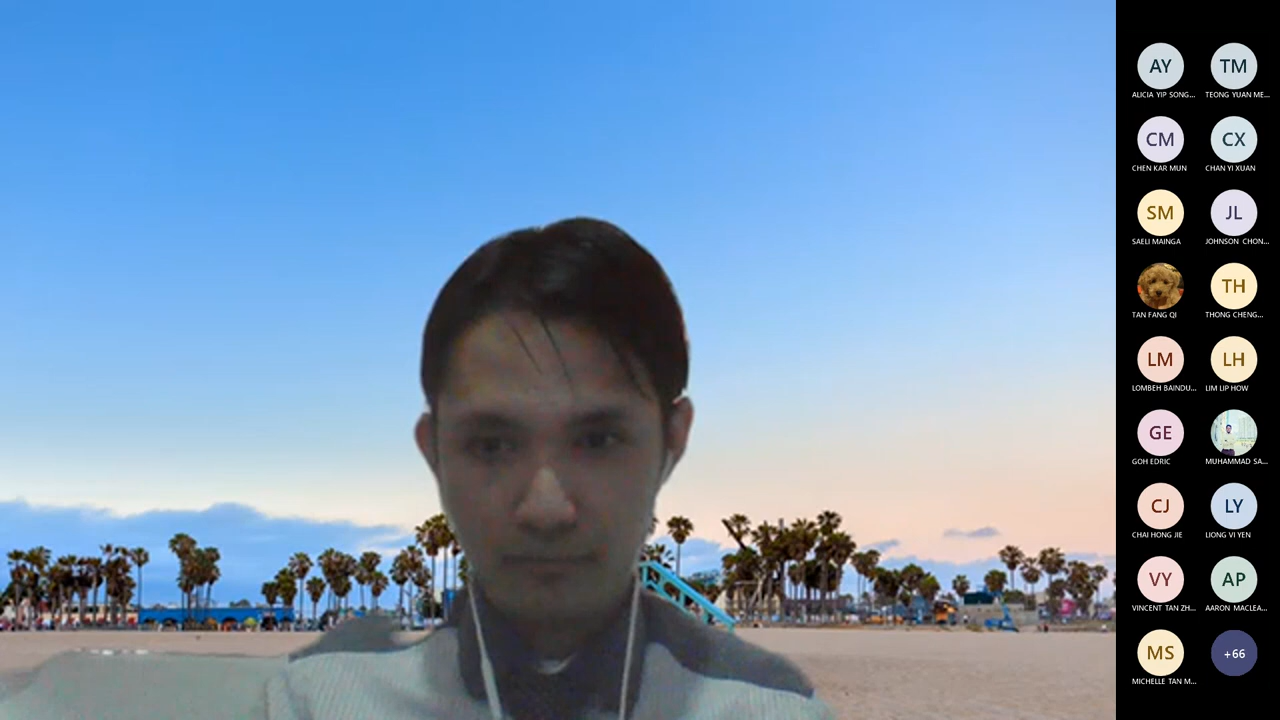 AY
TM
ALICIA YIP SONG...
TEONG YUAN ME...
CM
CX
CHEN KAR MUN
CHAN YI XUAN
SM
JL
SAELI MAINGA
JOHNSON CHON...
TH
TAN FANG QI
THONG CHENG...
LM
LH
LOMBEH BAINDU...
LIM LIP HOW
GE
GOH EDRIC
MUHAMMAD SA...
CJ
LY
CHAI HONG JIE
LIONG VI YEN
VY
AP
VINCENT TAN ZH...
AARON MACLEA...
MS
+66
MICHELLE TAN M...